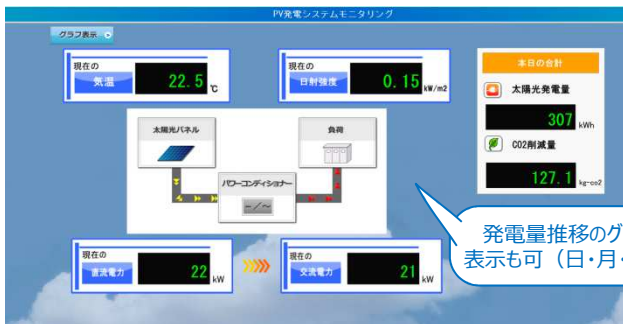 PV発電システムモニタリング
グラフ表示
現在の
気温
22.5
℃
現在の
日射強度
0.15
kW/m2
本日の合計
太陽光発電量
307
kWh
CO2削減量
127.1
kg-co2
太陽光パネル
負荷
パワーコンディショナー
−/〜
現在の
直流電力
22
kW
現在の
交流電力
21
kW
発電量推移のグ
表示も可（日・月・